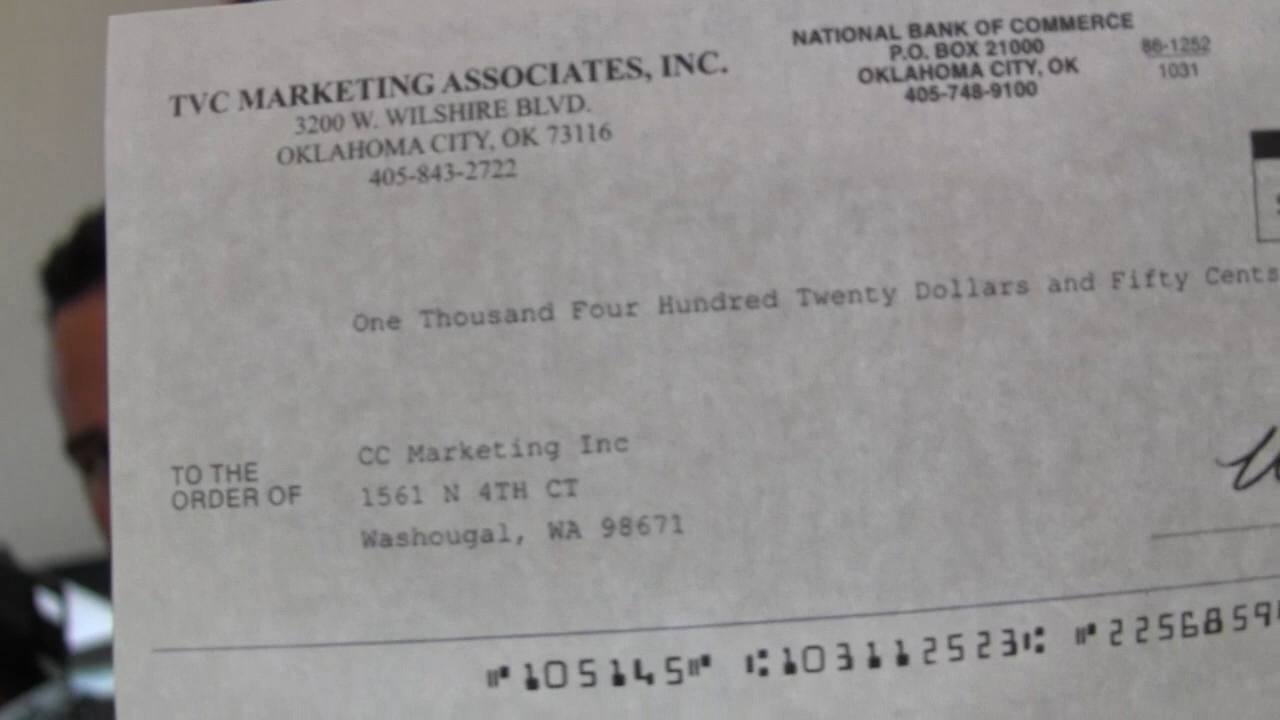 TVC MARKETING ASSOCIATES, INC.
3200 W. WILSHIRE BLVD.
OKLAHOMA CITY, OK 73116
405-843-2722
NATIONAL BANK OF COMMERCE
P.O. BOX 21000
OKLAHOMA CITY, OK
405-748-9100
86-1252
1031
One Thousand Four Hundred Twenty Dollars and Fifty Cents
TO THE
ORDER OF
CC Marketing Inc
1561 N 4TH CT
Washougal, WA 98671
⑈105145⑈ ⑆103112523⑆ ⑈2256859